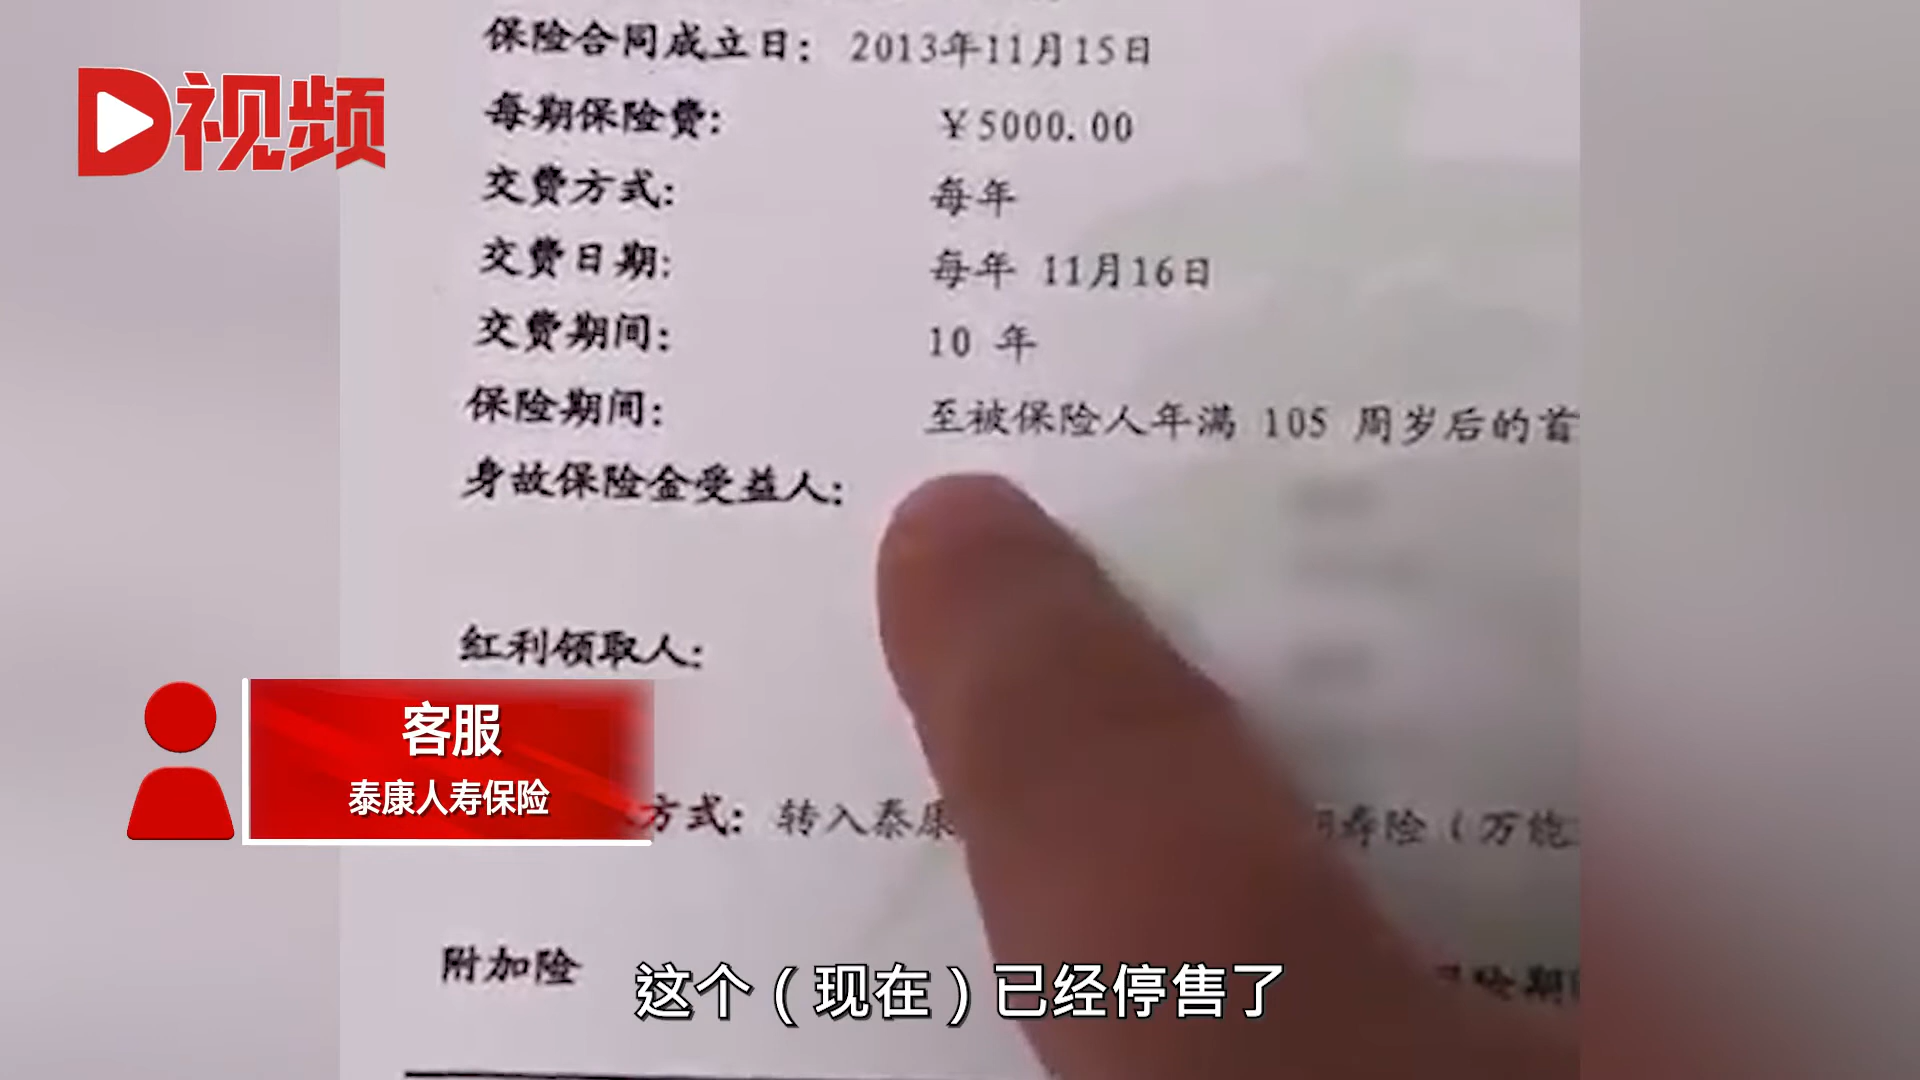 保险合同成立日: 2013年11月15日
视频
每期保险费: ¥5000.00
交费方式: 每年
交费日期: 每年 11月16日
交费期间: 10 年
保险期间: 至被保险人年满 105 周岁后的首
身故保险金受益人:
红利领取人:
客服
泰康人寿保险
方式: 转入泰康 寿险（万能
附加险
这个（现在）已经停售了